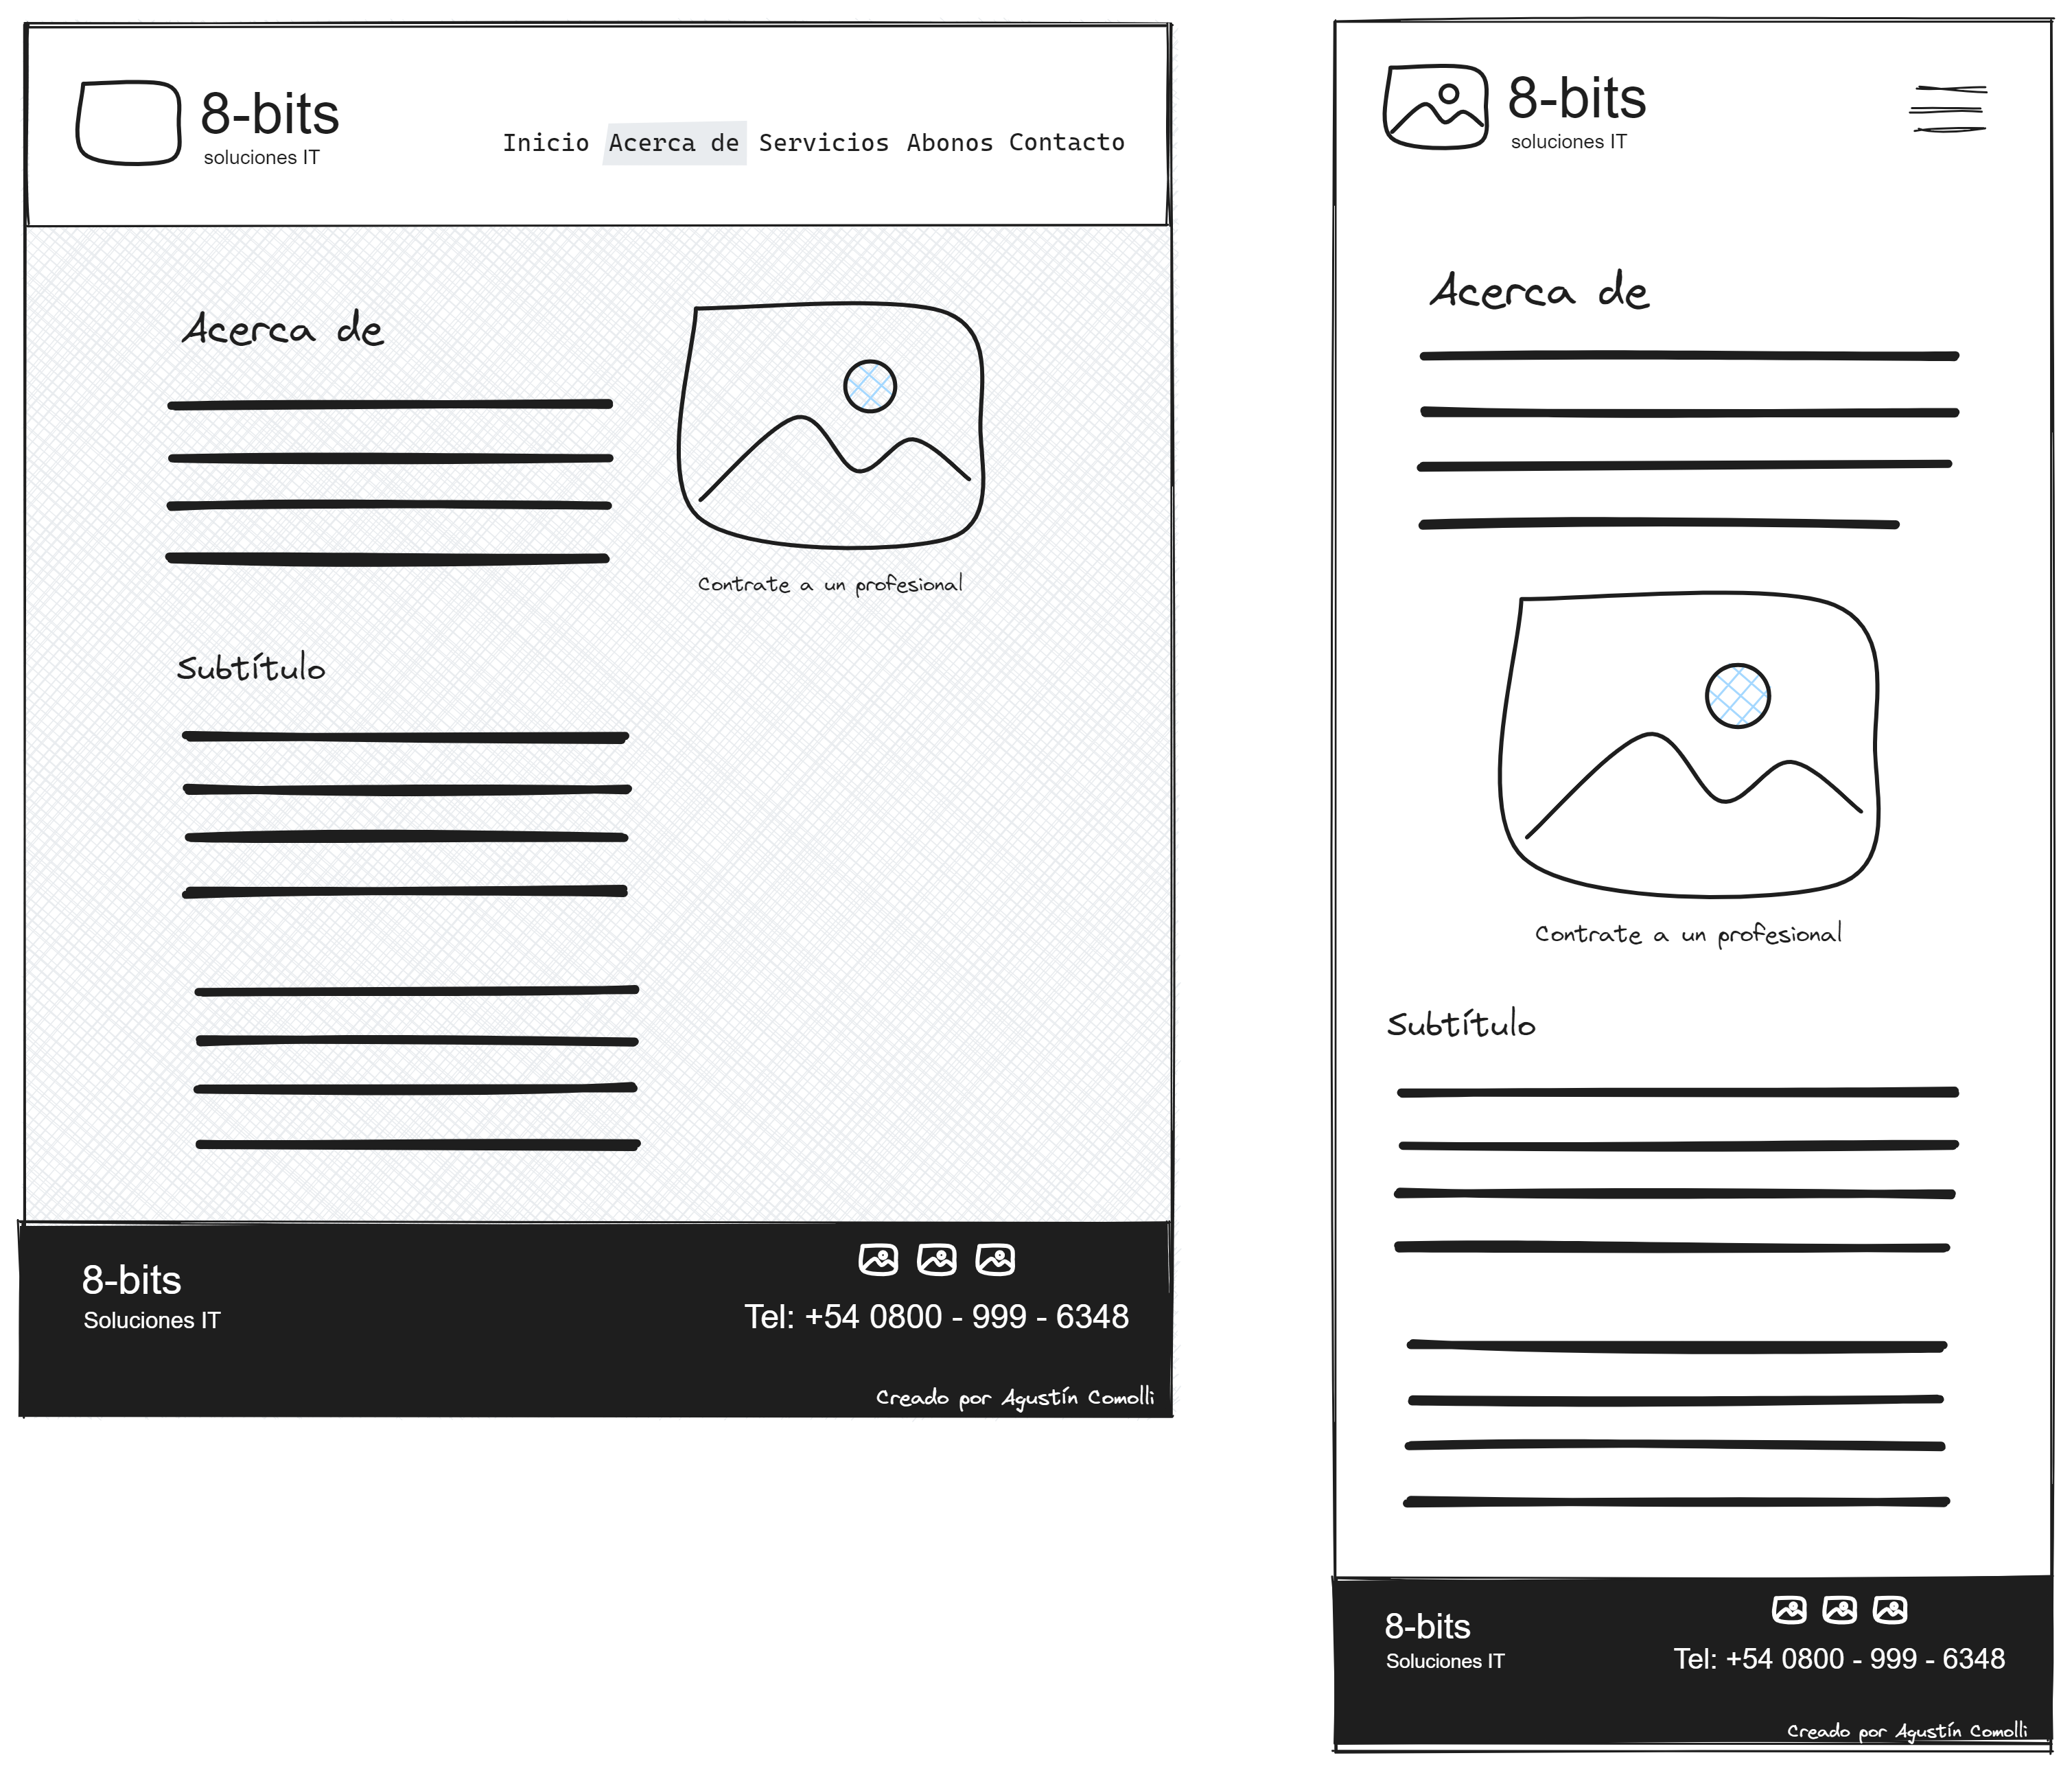 8-bits
soluciones IT
Inicio Acerca de Servicios Abonos Contacto
Acerca de
Contrate a un profesional
Subtítulo
8-bits
Soluciones IT
Tel: +54 0800 - 999 - 6348
Creado por Agustín Comolli
8-bits
soluciones IT
Acerca de
Contrate a un profesional
Subtítulo
8-bits
Soluciones IT
Tel: +54 0800 - 999 - 6348
Creado por Agustín Comolli